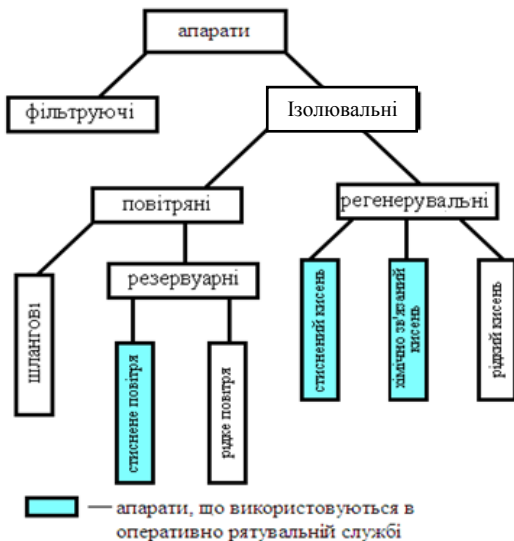 апарати
фільтруючі
Ізолювальні
повітряні
регенерувальні
шлангові
резервуарні
стиснене повітря
рідке повітря
стиснений кисень
хімічно зв'язаний
кисень
рідкий кисень
— апарати, що використовуються в
оперативно рятувальній службі